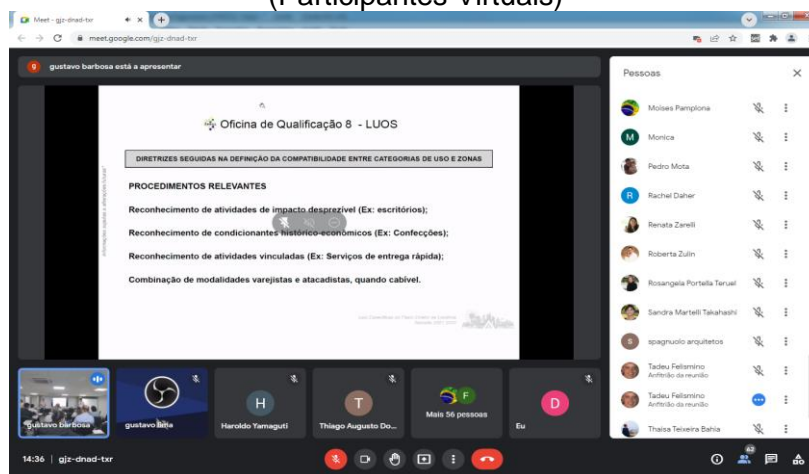 (Participantes Virtuais)
Meet - gjz-dnad-txr
meet.google.com/gjz-dnad-txr
g gustavo barbosa está a apresentar
Oficina de Qualificação 8 - LUOS
DIRETRIZES SEGUIDAS NA DEFINIÇÃO DA COMPATIBILIDADE ENTRE CATEGORIAS DE USO E ZONAS
PROCEDIMENTOS RELEVANTES
Reconhecimento de atividades de impacto desprezível (Ex: escritórios);
Reconhecimento de condicionantes histórico-econômicos (Ex: Confecções);
Reconhecimento de atividades vinculadas (Ex: Serviços de entrega rápida);
Combinação de modalidades varejistas e atacadistas, quando cabível.
Pessoas
Moises Pamplona
M Monica
Pedro Mota
R Rachel Daher
Renata Zarelli
Roberta Zulin
Rosangela Portella Teruel
Sandra Martelli Takahashi
s spagnuolo arquitetos
Tadeu Felismino
Anfitrião da reunião
Tadeu Felismino
Anfitrião da reunião
Thaisa Teixeira Bahia
gustavo barbosa
gustavo
H
Haroldo Yamaguti
T
Thiago Augusto Do...
F
Mais 56 pessoas
D
Eu
14:36 | gjz-dnad-txr
62